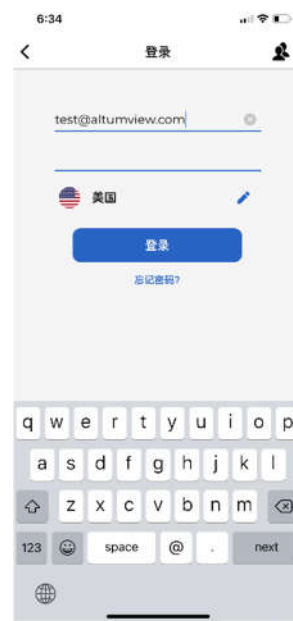 6:34
登录
test@altumview.com
美国
登录
忘记密码?
q w e r t y u i o p
a s d f g h j k l
z x c v b n m
123 space @ . next